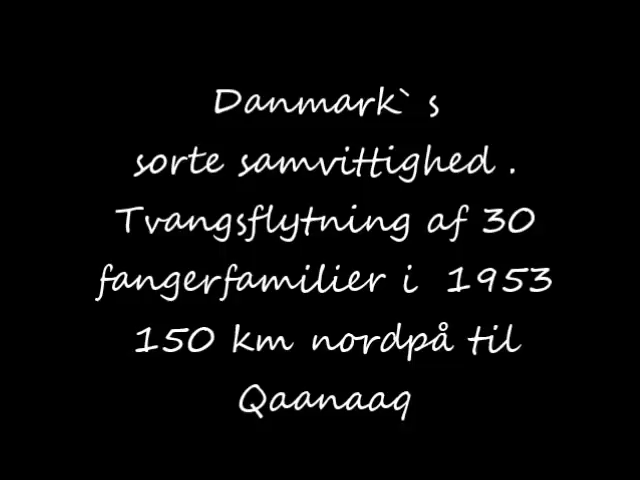 Danmark` s
sorte samvittighed .
Tvangsflytning af 30
fangerfamilier i 1953
150 km nordpå til
Qaanaaq